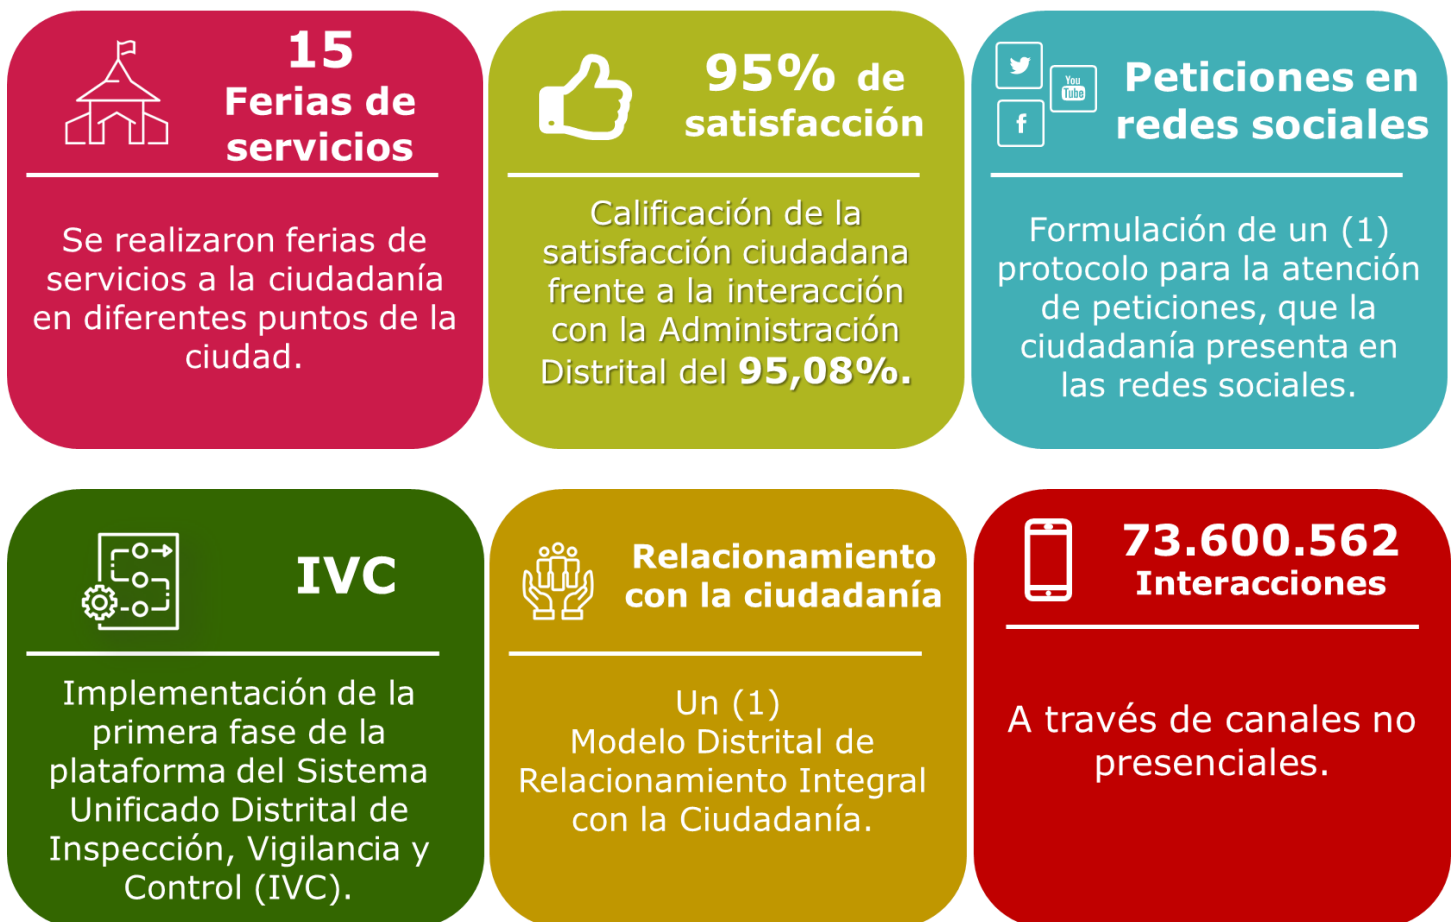 15
Ferias de
servicios
Se realizaron ferias de
servicios a la ciudadanía
en diferentes puntos de la
ciudad.
95% de
satisfacción
Calificación de la
satisfacción ciudadana
frente a la interacción
con la Administración
Distrital del 95,08%.
You
Tube
f
Peticiones en
redes sociales
Formulación de un (1)
protocolo para la atención
de peticiones, que la
ciudadanía presenta en
las redes sociales.
IVC
Implementación de la
primera fase de la
plataforma del Sistema
Unificado Distrital de
Inspección, Vigilancia y
Control (IVC).
Relacionamiento
con la ciudadanía
Un (1)
Modelo Distrital de
Relacionamiento Integral
con la Ciudadanía.
73.600.562
Interacciones
A través de canales no
presenciales.